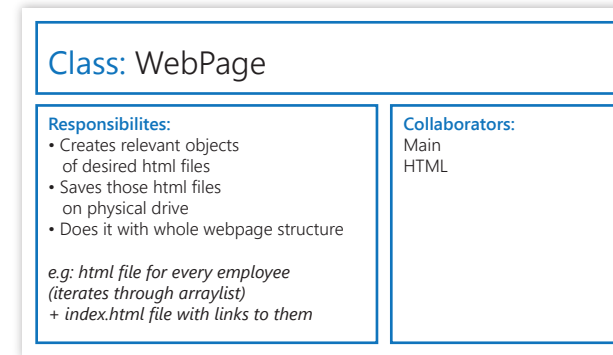 Class: WebPage
Responsibilites:
• Creates relevant objects
of desired html files
• Saves those html files
on physical drive
• Does it with whole webpage structure
e.g: html file for every employee
(iterates through arraylist)
+ index.html file with links to them
Collaborators:
Main
HTML